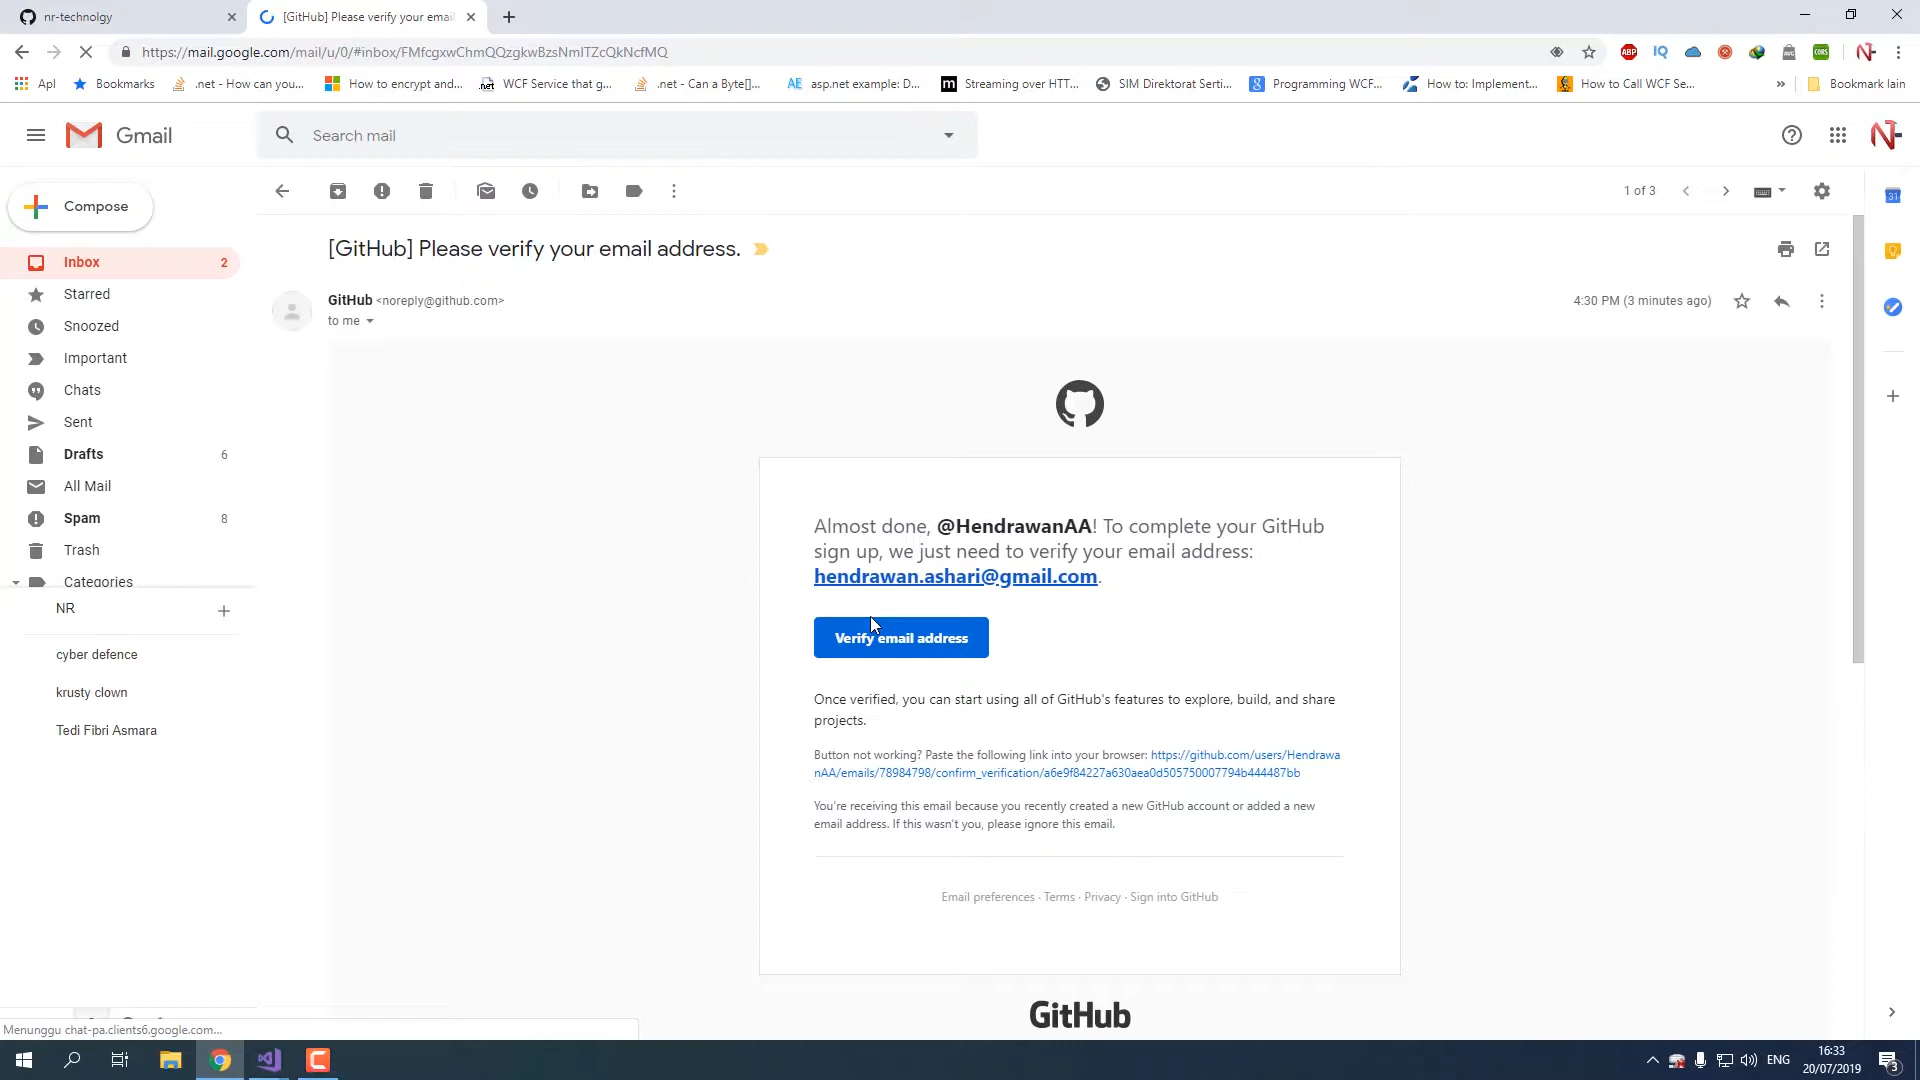 nr-technolgy
[GitHub] Please verify your email
https://mail.google.com/mail/u/0/#inbox/FMfcgxwChmQQzgkwBzsNmlTZcQkNcfMQ
ABP
IQ
CORS
Apl
Bookmarks
.net - How can you...
How to encrypt and...
.net
WCF Service that g...
.net - Can a Byte[]...
AE
asp.net example: D...
m
Streaming over HTT...
SIM Direktorat Serti...
8
Programming WCF...
How to: Implement...
How to Call WCF Se...
»
Bookmark lain
Gmail
Search mail
Compose
1 of 3
31
Inbox 2
Starred
Snoozed
Important
Chats
Sent
Drafts 6
All Mail
Spam 8
Trash
Categories
NR
cyber defence
krusty clown
Tedi Fibri Asmara
[GitHub] Please verify your email address.
GitHub <noreply@github.com>
4:30 PM (3 minutes ago)
to me
Almost done, @HendrawanAA! To complete your GitHub
sign up, we just need to verify your email address:
hendrawan.ashari@gmail.com.
Verify email address
Once verified, you can start using all of GitHub's features to explore, build, and share
projects.
Button not working? Paste the following link into your browser: https://github.com/users/Hendrawa
nAA/emails/78984798/confirm_verification/a6e9f84227a630aea0d505750007794b444487bb
You're receiving this email because you recently created a new GitHub account or added a new
email address. If this wasn't you, please ignore this email.
Email preferences · Terms · Privacy · Sign into GitHub
GitHub
Menunggu chat-pa.clients6.google.com...
ENG
16:33
20/07/2019
3